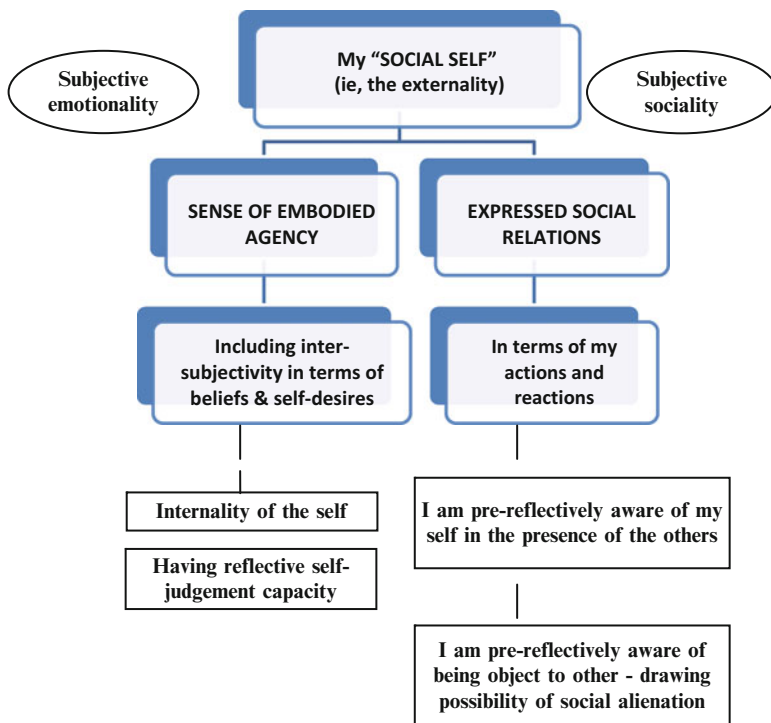 My “SOCIAL SELF”
(ie, the externality)
Subjective
emotionality
Subjective
sociality
SENSE OF EMBODIED
AGENCY
EXPRESSED SOCIAL
RELATIONS
Including inter-
subjectivity in terms of
beliefs & self-desires
In terms of my
actions and
reactions
Internality of the self
Having reflective self-
judgement capacity
I am pre-reflectively aware of my
self in the presence of the others
I am pre-reflectively aware of
being object to other - drawing
possibility of social alienation